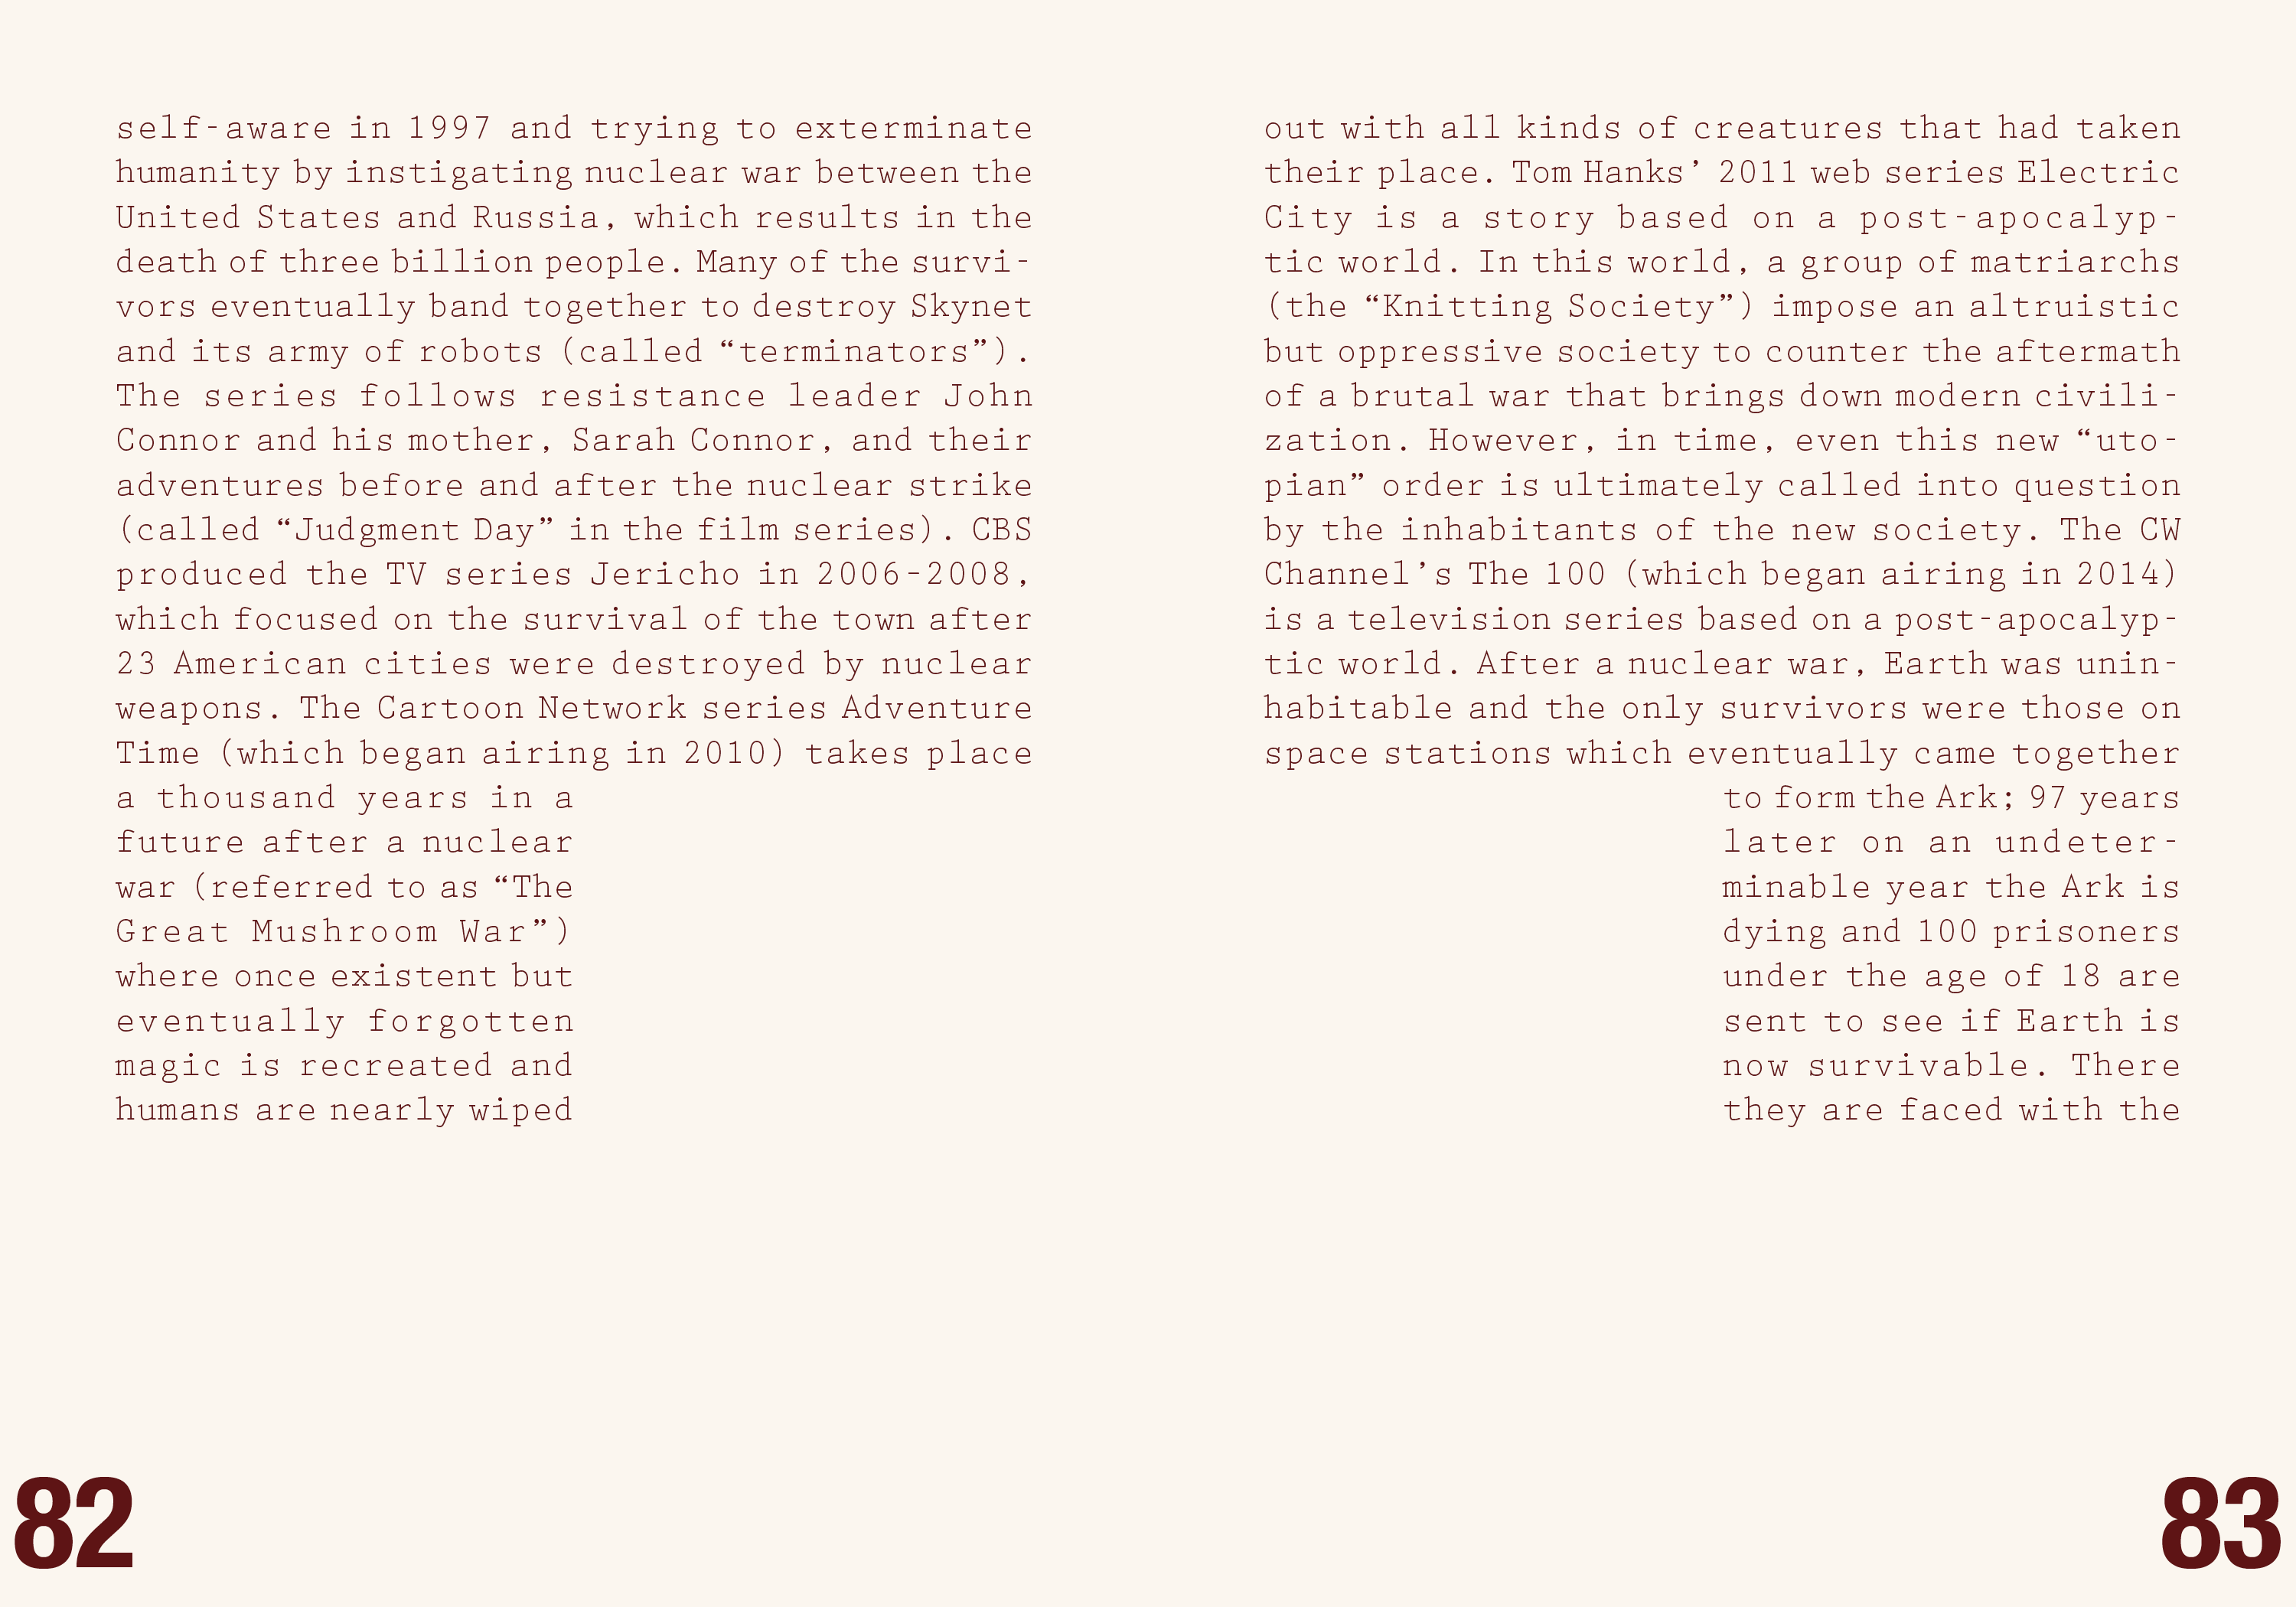 self-aware in 1997 and trying to exterminate
humanity by instigating nuclear war between the
United States and Russia, which results in the
death of three billion people. Many of the survi-
vors eventually band together to destroy Skynet
and its army of robots (called “terminators”).
The series follows resistance leader John
Connor and his mother, Sarah Connor, and their
adventures before and after the nuclear strike
(called “Judgment Day” in the film series). CBS
produced the TV series Jericho in 2006-2008,
which focused on the survival of the town after
23 American cities were destroyed by nuclear
weapons. The Cartoon Network series Adventure
Time (which began airing in 2010) takes place
a thousand years in a
future after a nuclear
war (referred to as “The
Great Mushroom War”)
where once existent but
eventually forgotten
magic is recreated and
humans are nearly wiped
82
out with all kinds of creatures that had taken
their place. Tom Hanks’ 2011 web series Electric
City is a story based on a post-apocalyp-
tic world. In this world, a group of matriarchs
(the “Knitting Society”) impose an altruistic
but oppressive society to counter the aftermath
of a brutal war that brings down modern civili-
zation. However, in time, even this new “uto-
pian” order is ultimately called into question
by the inhabitants of the new society. The CW
Channel’s The 100 (which began airing in 2014)
is a television series based on a post-apocalyp-
tic world. After a nuclear war, Earth was unin-
habitable and the only survivors were those on
space stations which eventually came together
to form the Ark; 97 years
later on an undeter-
minable year the Ark is
dying and 100 prisoners
under the age of 18 are
sent to see if Earth is
now survivable. There
they are faced with the
83